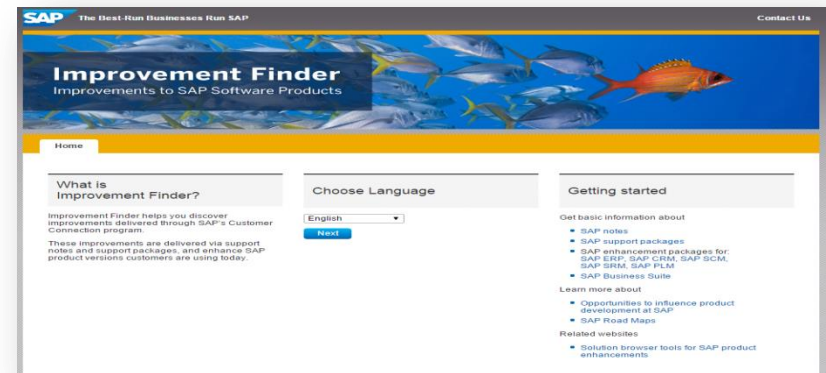 SAP The Best-Run Businesses Run SAP
Contact Us
Improvement Finder
Improvements to SAP Software Products
Home
What is
Improvement Finder?
Improvement Finder helps you discover
improvements delivered through SAP's Customer
Connection program.
These improvements are delivered via support
notes and support packages, and enhance SAP
product versions customers are using today.
Choose Language
English
Next
Getting started
Get basic information about
SAP notes
SAP support packages
SAP enhancement packages for:
SAP ERP, SAP CRM, SAP SCM,
SAP SRM, SAP PLM
SAP Business Suite
Learn more about
Opportunities to influence product
development at SAP
SAP Road Maps
Related websites
Solution browser tools for SAP product
enhancements